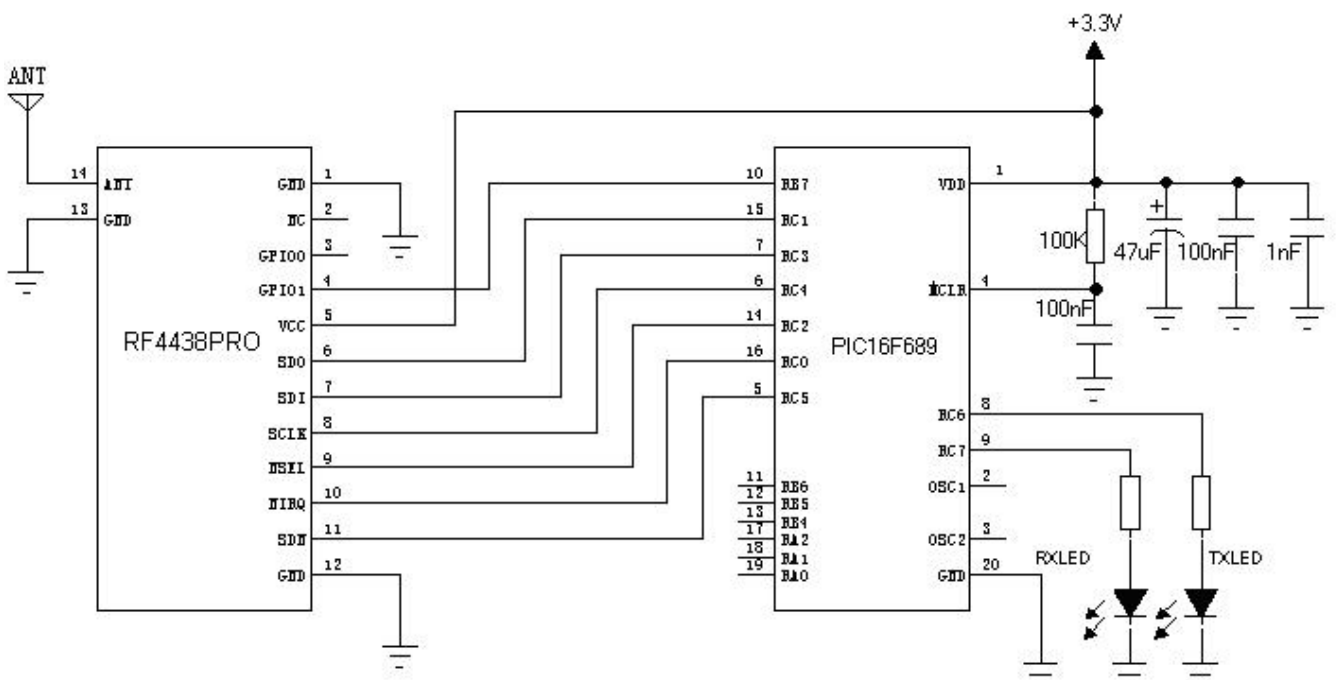 +3.3V
ANT
14 ANT
GND 1
13 GND
NC 2
GPIO0 3
GPIO1 4
VCC 5
SDO 6
SDI 7
SCLK 8
NSEL 9
NIRQ 10
SDN 11
GND 12
RF4438PRO
10 RB7
15 RC1
7 RC3
6 RC4
14 RC2
16 RC0
5 RC5
11 RB6
12 RB5
13 RB4
17 RA2
18 RA1
19 RA0
PIC16F689
VDD 1
MCLR 4
RC6 8
RC7 9
OSC1 2
OSC2 3
GND 20
100K
+
47uF
100nF
1nF
100nF
RXLED
TXLED